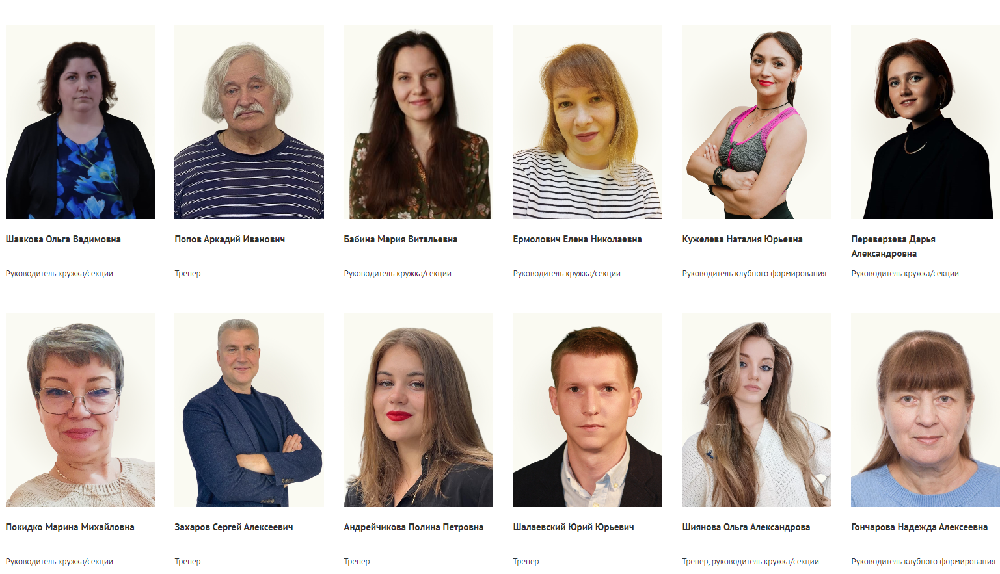 Шавкова Ольга Вадимовна
Попов Аркадий Иванович
Бабина Мария Витальевна
Ермолович Елена Николаевна
Кужелева Наталия Юрьевна
Переверзева Дарья
Александровна
Руководитель кружка/секции
Тренер
Руководитель кружка/секции
Руководитель кружка/секции
Руководитель клубного формирования
Руководитель кружка/секции
Покидко Марина Михайловна
Захаров Сергей Алексеевич
Андрейчикова Полина Петровна
Шалаевский Юрий Юрьевич
Шиянова Ольга Александрова
Гончарова Надежда Алексеевна
Руководитель кружка/секции
Тренер
Тренер
Тренер
Тренер, руководитель кружка/секции
Руководитель клубного формирования